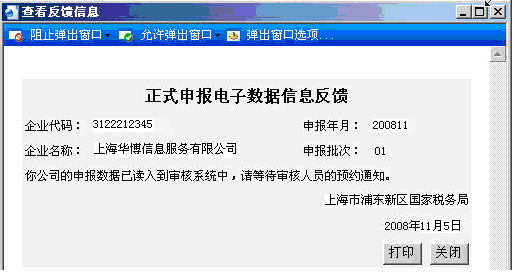 查看反馈信息
阻止弹出窗口 允许弹出窗口 弹出窗口选项...
正式申报电子数据信息反馈
企业代码： 3122212345 申报年月： 200811
企业名称： 上海华博信息服务有限公司 申报批次： 01
你公司的申报数据已读入到审核系统中，请等待审核人员的预约通知。
上海市浦东新区国家税务局
2008年11月5日
打印 关闭